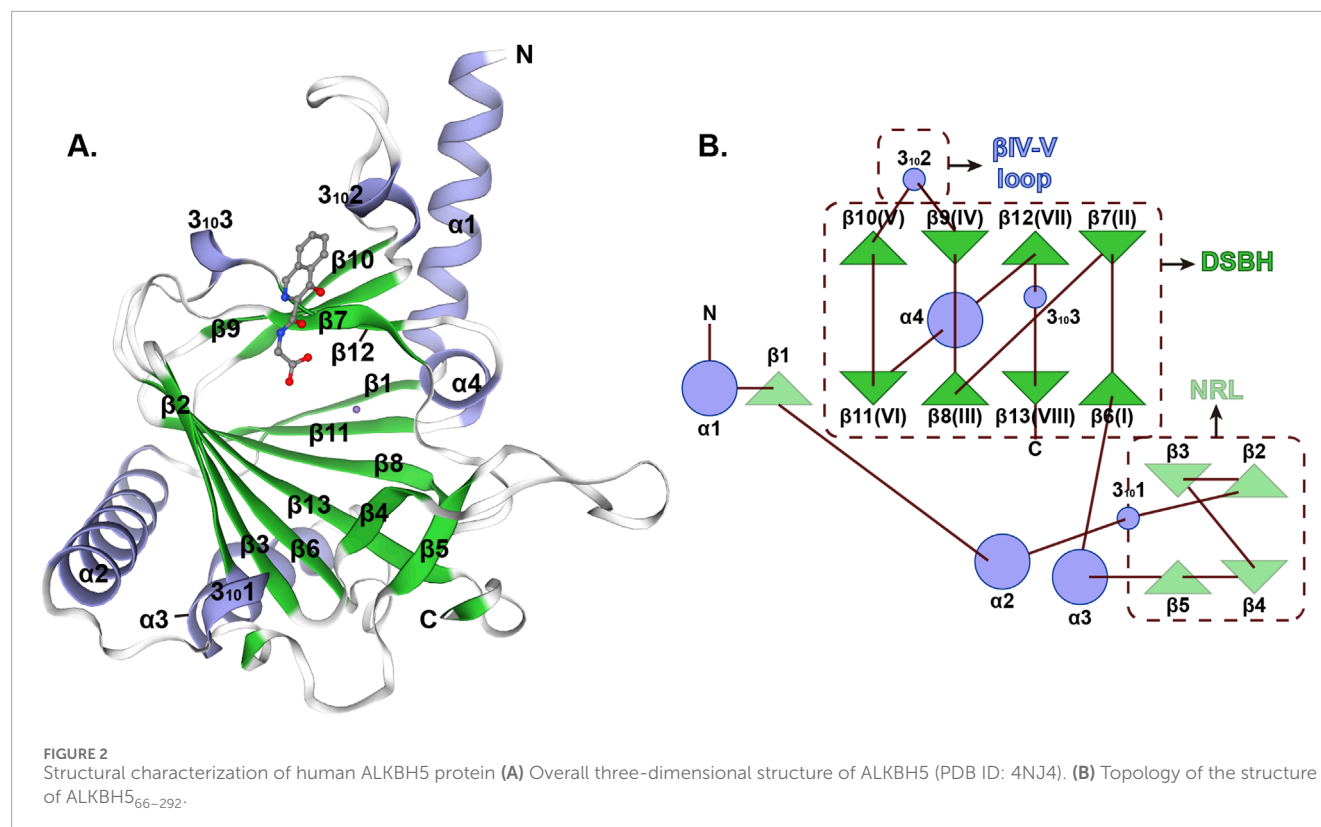 A.
N
3₁₀2
3₁₀3
α1
β10
β9
β7
β12
β1
α4
β2
β11
β8
β13
β4
β3
β6
β5
α2
3₁₀1
α3
C
B.
3₁₀2
βIV-V
loop
β10(V) β9(IV) β12(VII) β7(II)
DSBH
N
α4
3₁₀3
β1
β11(VI) β8(III) β13(VIII) β6(I)
α1
C
NRL
β3 β2
3₁₀1
α2 α3 β5 β4
FIGURE 2
Structural characterization of human ALKBH5 protein (A) Overall three-dimensional structure of ALKBH5 (PDB ID: 4NJ4). (B) Topology of the structure
of ALKBH5₆₆₋₂₉₂.